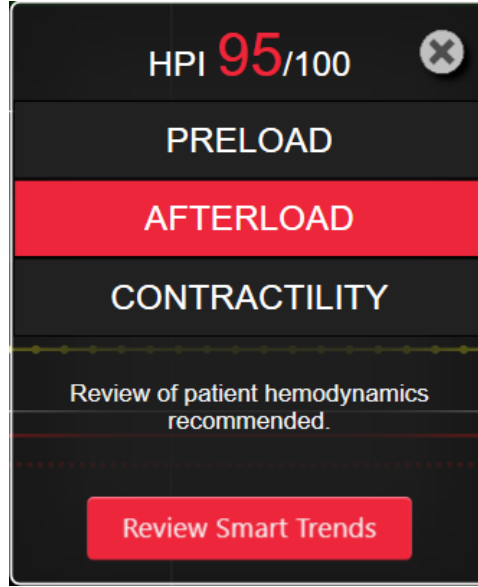 HPI 95/100
PRELOAD
AFTERLOAD
CONTRACTILITY
Review of patient hemodynamics
recommended.
Review Smart Trends